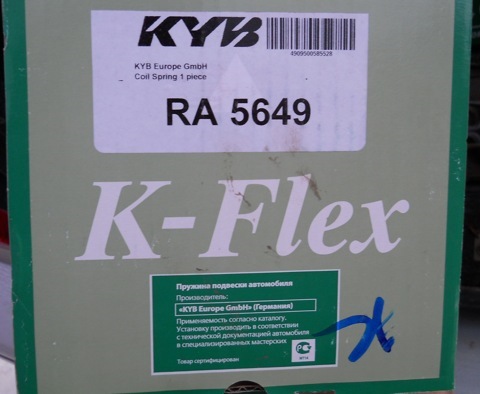 KYB
4909500585528
KYB Europe GmbH
Coil Spring 1 piece
RA 5649
K-Flex
Пружина подвески автомобиля
Производитель:
«KYB Europe GmbH» (Германия)
Применяемость согласно каталогу.
Установку производить в соответствии
с технической документацией автомобиля
в специализированных мастерских
Товар сертифицирован